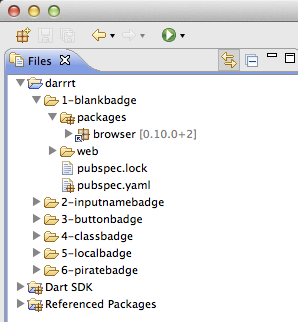 Files
darrrt
1-blankbadge
packages
browser [0.10.0+2]
web
pubspec.lock
pubspec.yaml
2-inputnamebadge
3-buttonbadge
4-classbadge
5-localbadge
6-piratebadge
Dart SDK
Referenced Packages